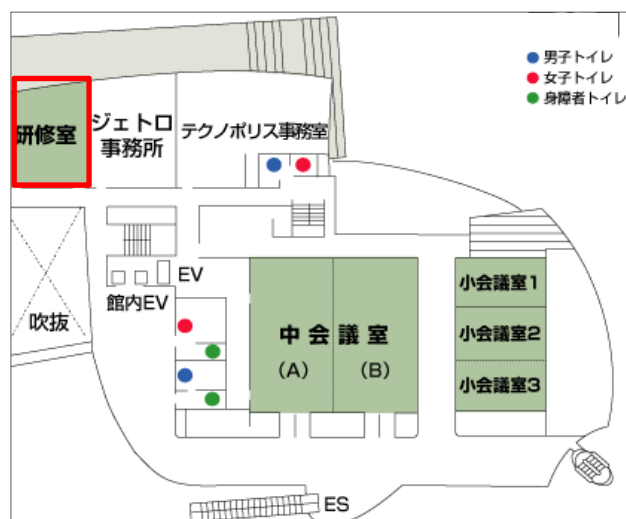 男子トイレ
女子トイレ
身障者トイレ
研修室
ジェトロ
事務所
テクノポリス事務室
EV
館内EV
吹抜
中会議室
(A)
(B)
小会議室1
小会議室2
小会議室3
ES